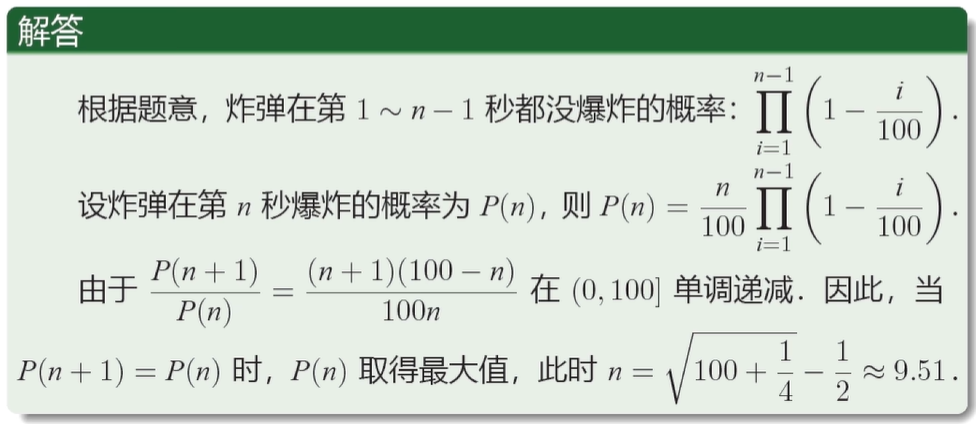 解答
根据题意，炸弹在第 1 ∼ n − 1 秒都没爆炸的概率：$\prod_{i=1}^{n-1}\left(1-\frac{i}{100}\right)$.
设炸弹在第 n 秒爆炸的概率为 P(n)，则 $P(n)=\frac{n}{100}\prod_{i=1}^{n-1}\left(1-\frac{i}{100}\right)$.
由于 $\frac{P(n+1)}{P(n)}=\frac{(n+1)(100-n)}{100n}$ 在 (0, 100] 单调递减．因此，当
P(n + 1) = P(n) 时，P(n) 取得最大值，此时 $n=\sqrt{100+\frac{1}{4}}-\frac{1}{2}\approx 9.51$.